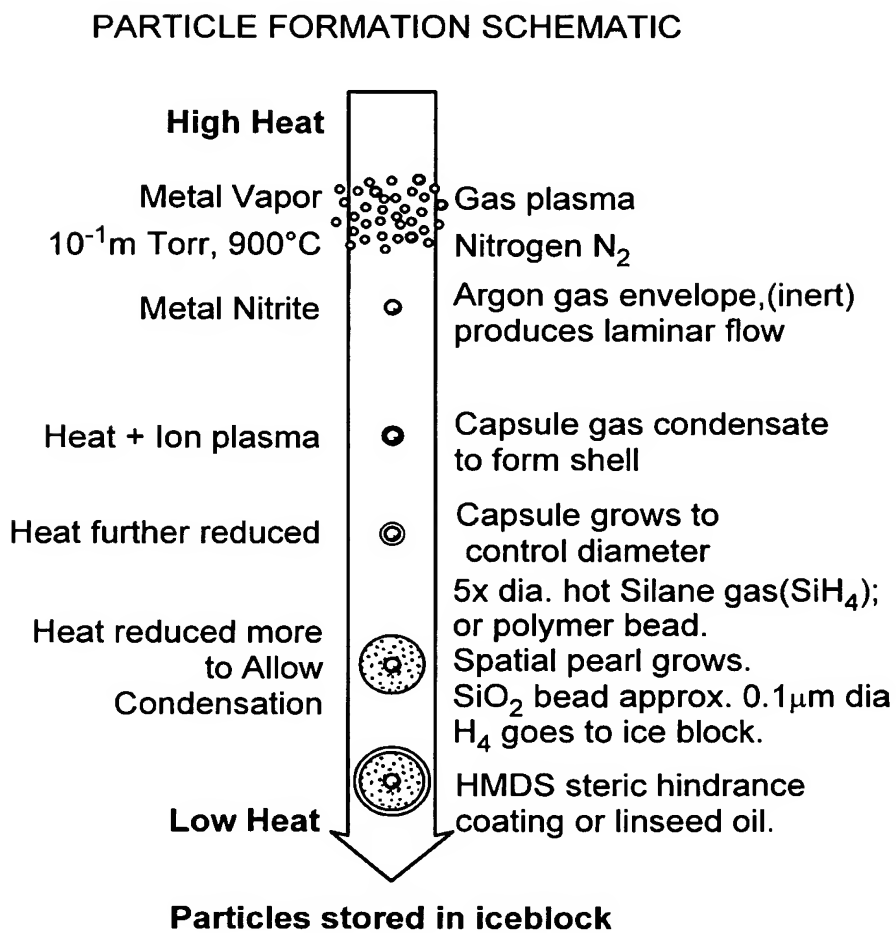 PARTICLE FORMATION SCHEMATIC
High Heat
Metal Vapor
Gas plasma
10⁻¹m Torr, 900°C
Nitrogen N₂
Metal Nitrite
Argon gas envelope,(inert)
produces laminar flow
Heat + Ion plasma
Capsule gas condensate
to form shell
Heat further reduced
Capsule grows to
control diameter
Heat reduced more
to Allow
Condensation
5x dia. hot Silane gas(SiH₄);
or polymer bead.
Spatial pearl grows.
SiO₂ bead approx. 0.1μm dia
H₄ goes to ice block.
HMDS steric hindrance
coating or linseed oil.
Low Heat
Particles stored in iceblock